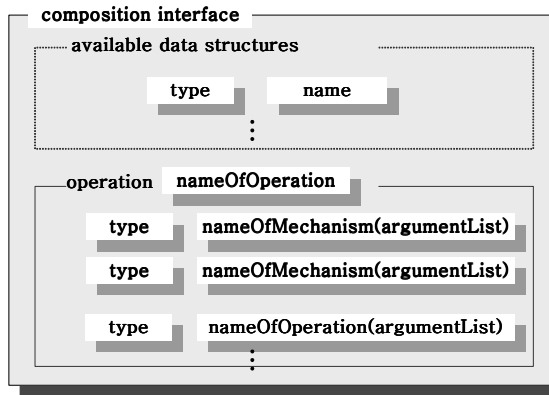 composition interface
available data structures
type name
operation nameOfOperation
type nameOfMechanism(argumentList)
type nameOfMechanism(argumentList)
type nameOfOperation(argumentList)